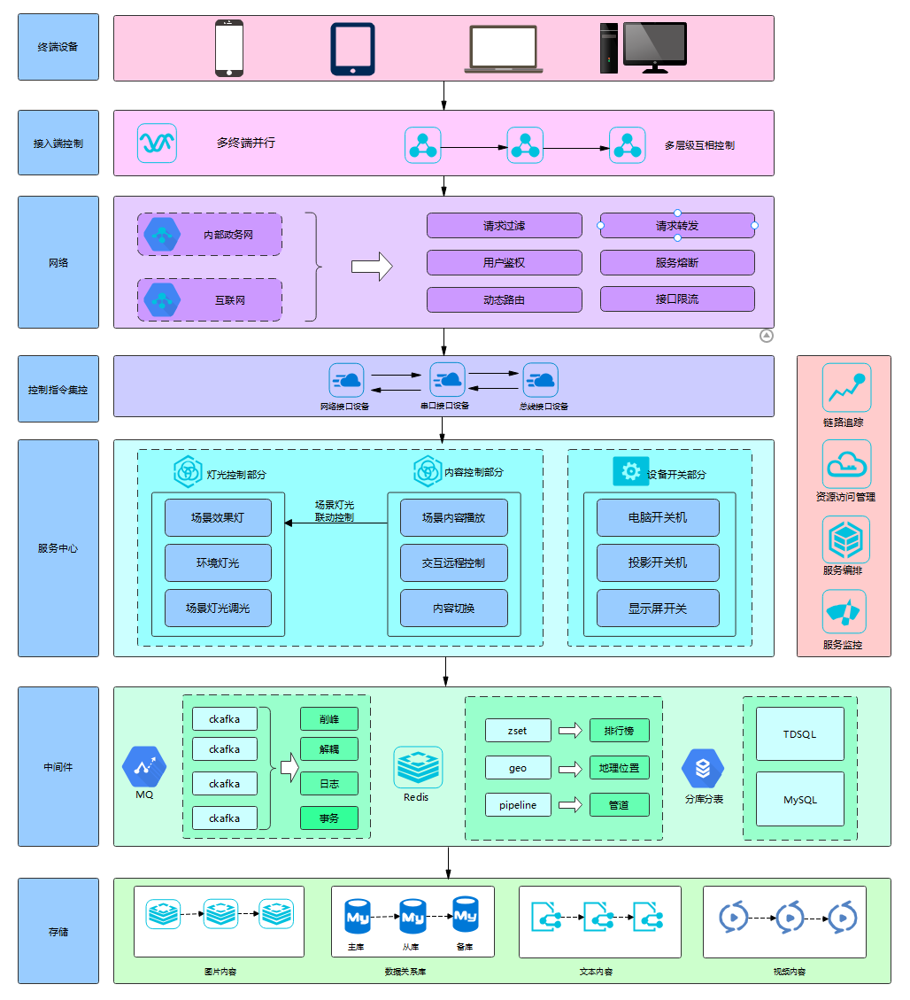 终端设备
接入端控制
多终端并行
多层级互相控制
网络
内部政务网
互联网
请求过滤
请求转发
用户鉴权
服务熔断
动态路由
接口限流
控制指令集控
网络接口设备
串口接口设备
总线接口设备
链路追踪
资源访问管理
服务编排
服务监控
服务中心
灯光控制部分
场景效果灯
环境灯光
场景灯光调光
场景灯光
联动控制
内容控制部分
场景内容播放
交互远程控制
内容切换
设备开关部分
电脑开关机
投影开关机
显示屏开关
中间件
MQ
ckafka
ckafka
ckafka
ckafka
削峰
解耦
日志
事务
Redis
zset
排行榜
geo
地理位置
pipeline
管道
分库分表
TDSQL
MySQL
存储
图片内容
My
My
My
主库
从库
备库
数据关系库
文本内容
视频内容